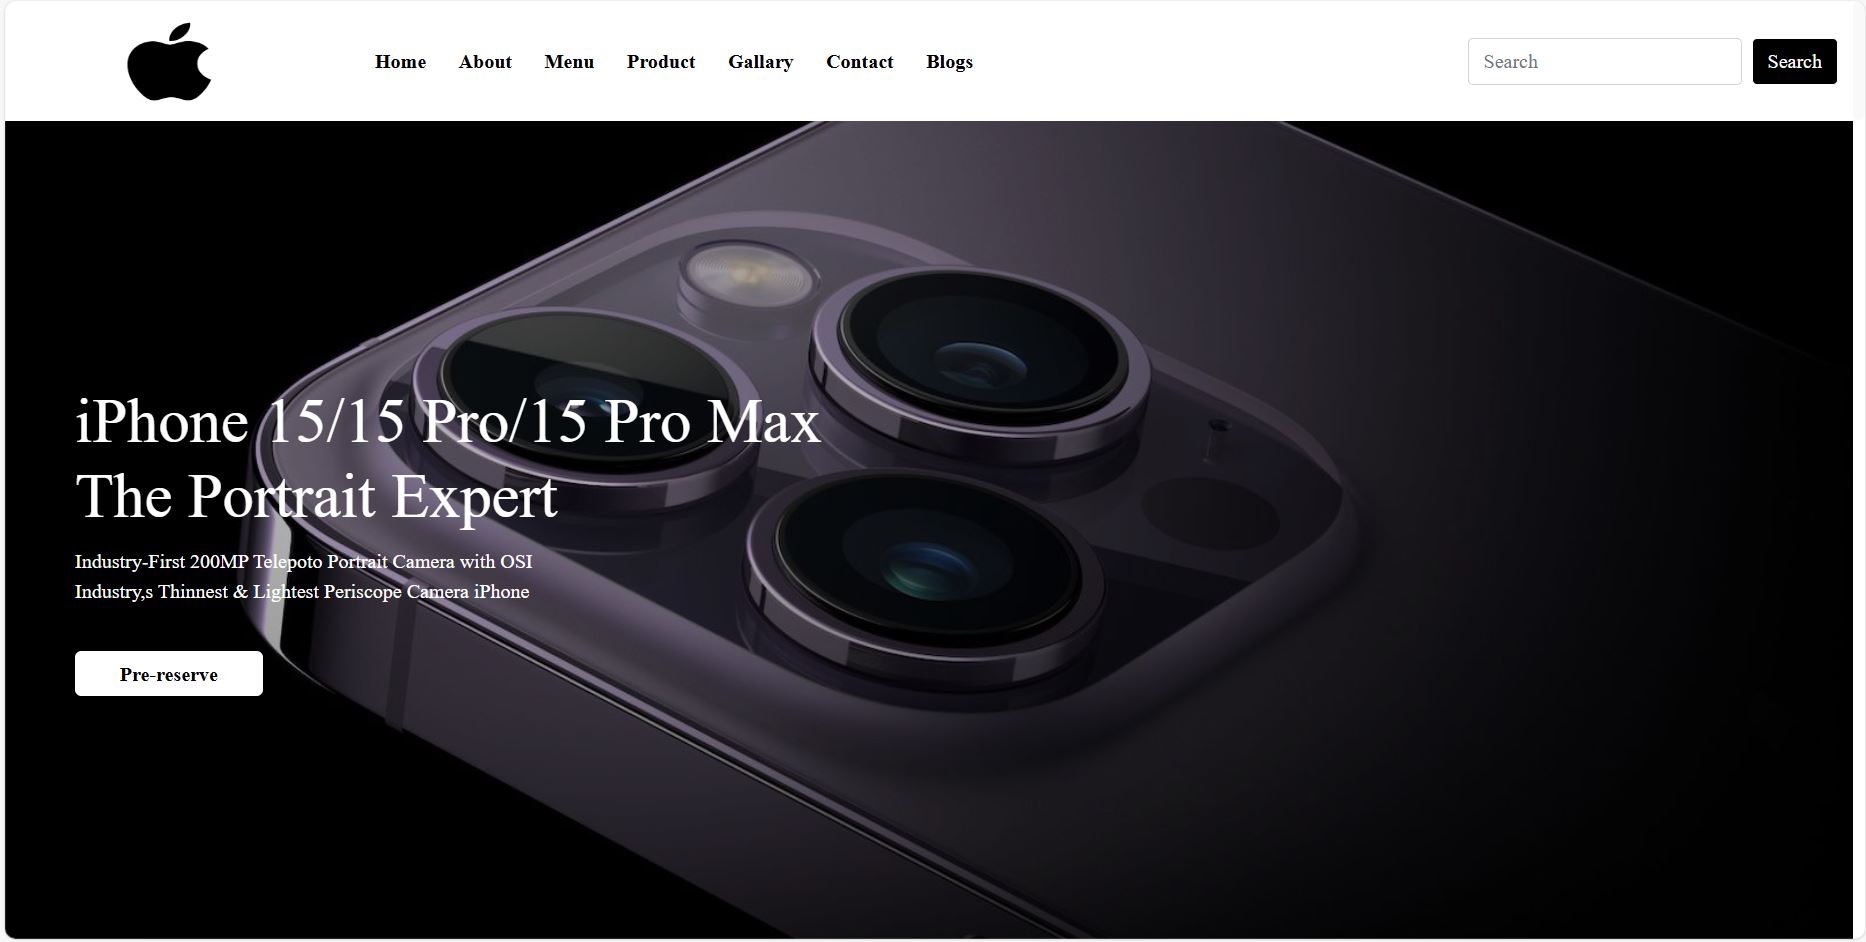 Home About Menu Product Gallary Contact Blogs Search Search
iPhone 15/15 Pro/15 Pro Max
The Portrait Expert
Industry-First 200MP Telepoto Portrait Camera with OSI
Industry,s Thinnest & Lightest Periscope Camera iPhone
Pre-reserve